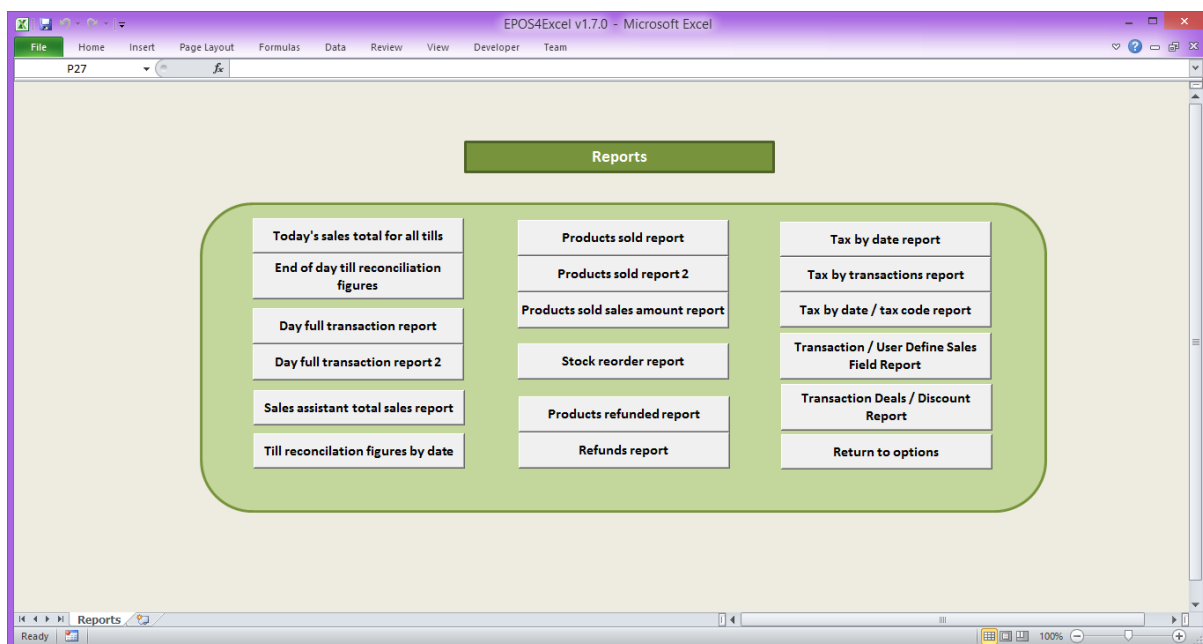 EPOS4Excel v1.7.0 - Microsoft Excel
File Home Insert Page Layout Formulas Data Review View Developer Team
P27 fx
Reports
Today's sales total for all tills
End of day till reconciliation
figures
Day full transaction report
Day full transaction report 2
Sales assistant total sales report
Till reconcilation figures by date
Products sold report
Products sold report 2
Products sold sales amount report
Stock reorder report
Products refunded report
Refunds report
Tax by date report
Tax by transactions report
Tax by date / tax code report
Transaction / User Define Sales
Field Report
Transaction Deals / Discount
Report
Return to options
Reports
Ready 100%